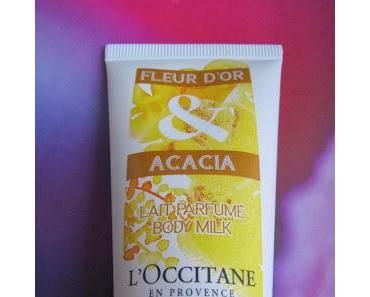 FLEUR D'OR
&
ACACIA
LAIT PARFUMÉ
BODY MILK
L'OCCITANE
EN PROVENCE